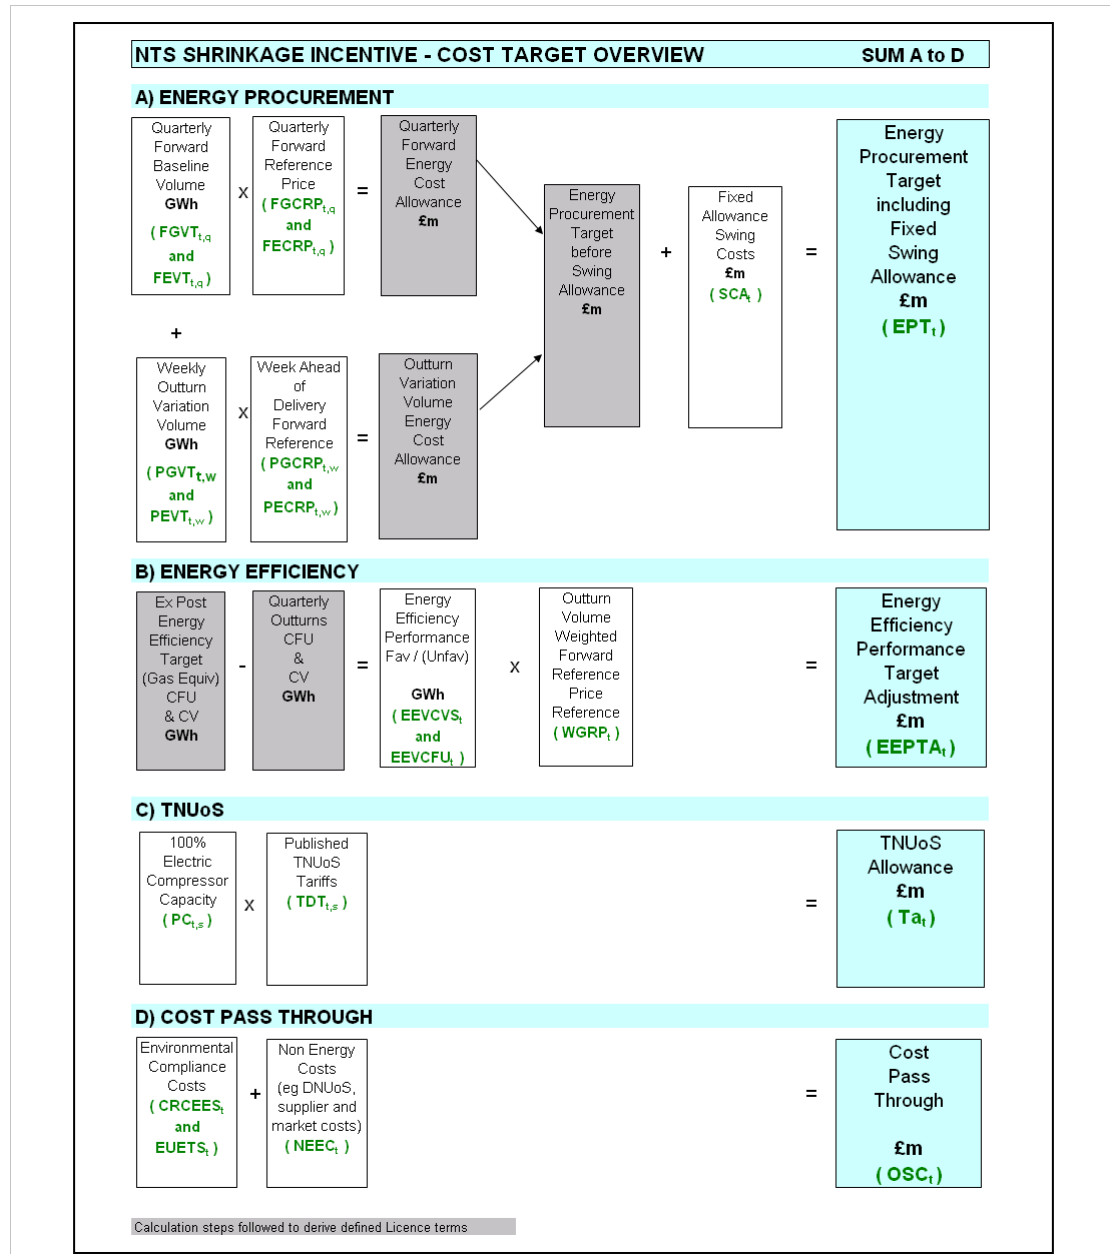 NTS SHRINKAGE INCENTIVE - COST TARGET OVERVIEW SUM A to D
A) ENERGY PROCUREMENT
Quarterly
Forward
Baseline
Volume
GWh
( FGVTt,q
and
FEVTt,q )
x
Quarterly
Forward
Reference
Price
( FGCRPt,q
and
FECRPt,q )
=
Quarterly
Forward
Energy
Cost
Allowance
£m
+
Weekly
Outturn
Variation
Volume
GWh
( PGVTt,w
and
PEVTt,w )
x
Week Ahead
of
Delivery
Forward
Reference
( PGCRPt,w
and
PECRPt,w )
=
Outturn
Variation
Volume
Energy
Cost
Allowance
£m
Energy
Procurement
Target
before
Swing
Allowance
£m
+
Fixed
Allowance
Swing
Costs
£m
( SCAt )
=
Energy
Procurement
Target
including
Fixed
Swing
Allowance
£m
( EPTt )
B) ENERGY EFFICIENCY
Ex Post
Energy
Efficiency
Target
(Gas Equiv)
CFU
& CV
GWh
-
Quarterly
Outturns
CFU
&
CV
GWh
=
Energy
Efficiency
Performance
Fav / (Unfav)
GWh
( EEVCVSt
and
EEVCFUt )
x
Outturn
Volume
Weighted
Forward
Reference
Price
Reference
( WGRPt )
=
Energy
Efficiency
Performance
Target
Adjustment
£m
( EEPTAt )
C) TNUoS
100%
Electric
Compressor
Capacity
( PCt,s )
x
Published
TNUoS
Tariffs
( TDTt,s )
=
TNUoS
Allowance
£m
( Tat )
D) COST PASS THROUGH
Environmental
Compliance
Costs
( CRCEESt
and
EUETSt )
+
Non Energy
Costs
(eg DNUoS,
supplier and
market costs)
( NEECt )
=
Cost
Pass
Through
£m
( OSCt )
Calculation steps followed to derive defined Licence terms